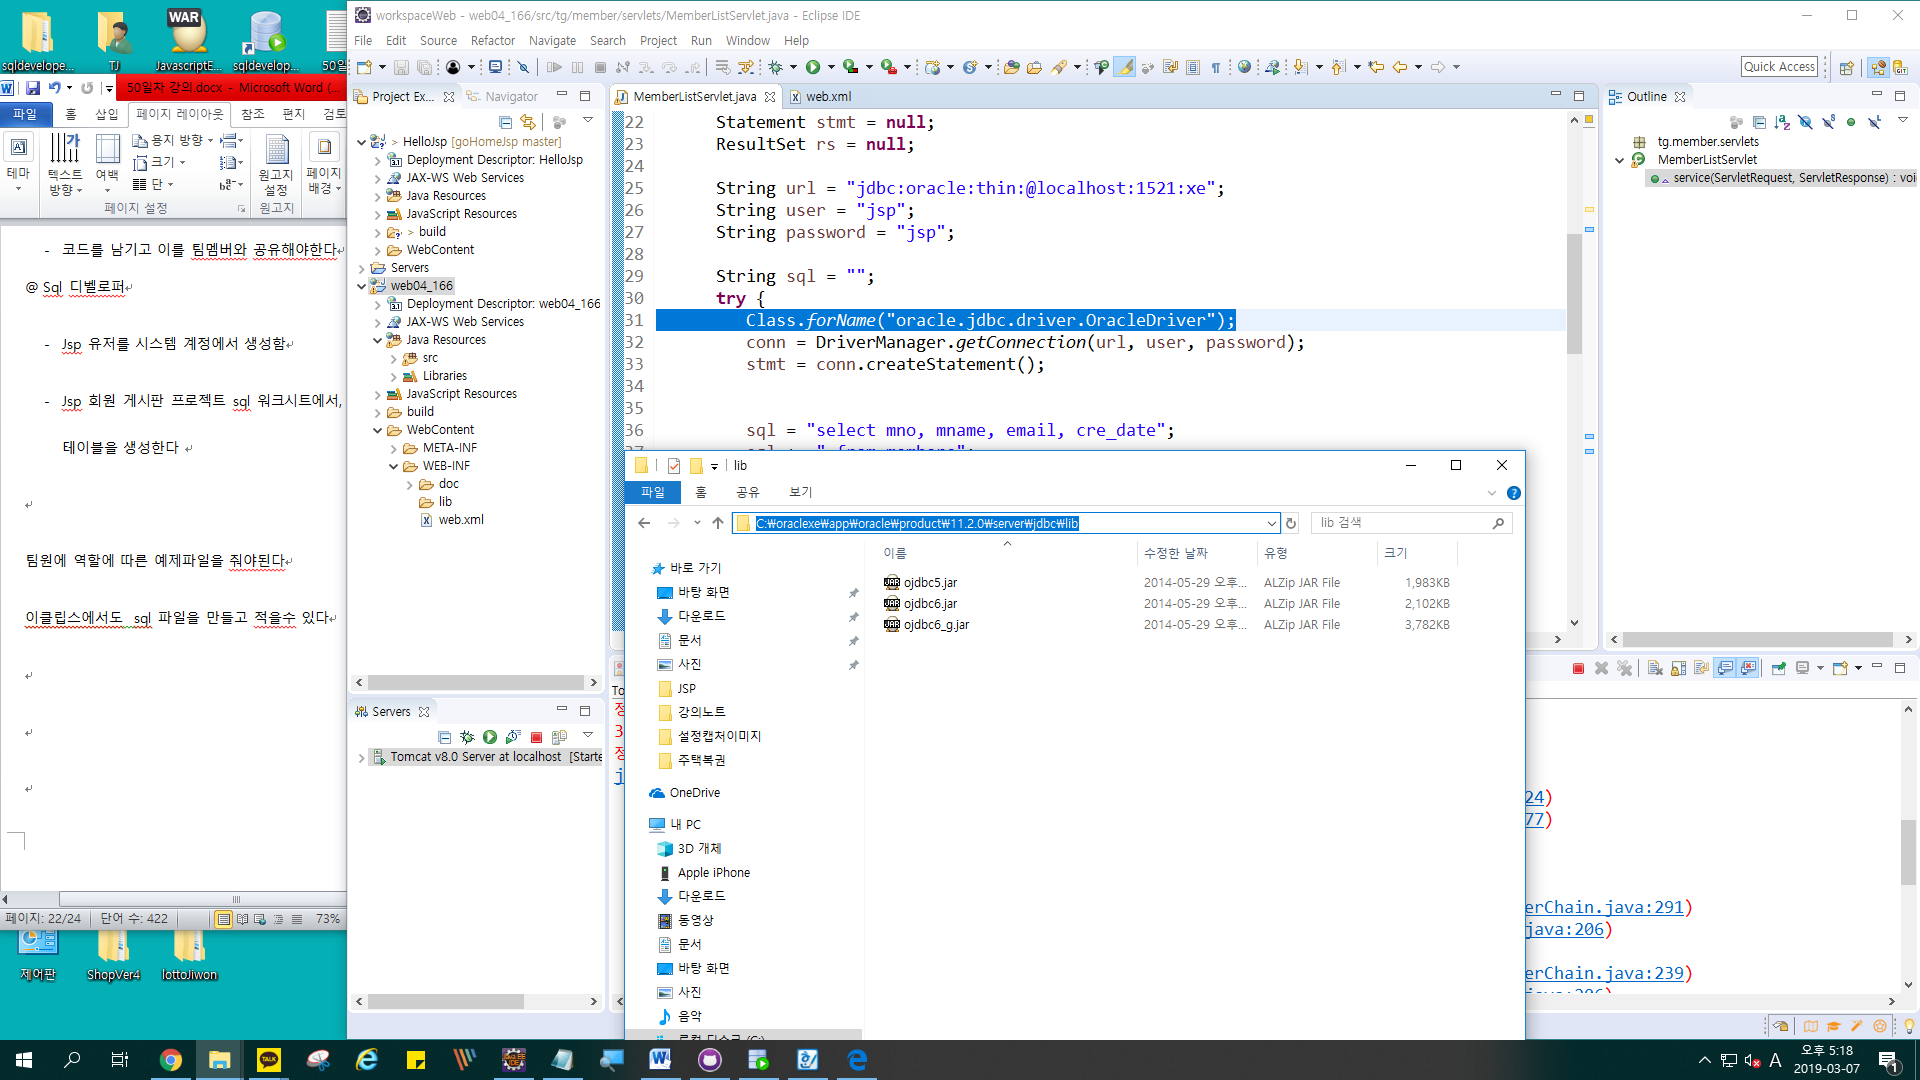 sqldevelope...
TJ
JavascriptE...
sqldevelop...
WAR
50일차 강의.docx - Microsoft Word (...
파일
홈
삽입
페이지 레이아웃
참조
편지
검토
테마
텍스트 방향
여백
용지 방향
크기
단
원고지 설정
페이지 배경
페이지 설정
원고지
- 코드를 남기고 이를 팀멤버와 공유해야한다
@ Sql 디벨로퍼
- Jsp 유저를 시스템 계정에서 생성함
- Jsp 회원 게시판 프로젝트 sql 워크시트에서,
테이블을 생성한다
팀원에 역할에 따른 예제파일을 줘야된다
이클립스에서도 sql 파일을 만들고 적을수 있다
페이지: 22/24
단어 수: 422
73%
제어판
ShopVer4
lottoJiwon
workspaceWeb - web04_166/src/tg/member/servlets/MemberListServlet.java - Eclipse IDE
File Edit Source Refactor Navigate Search Project Run Window Help
Quick Access
Project Ex...
Navigator
> HelloJsp [goHomeJsp master]
Deployment Descriptor: HelloJsp
JAX-WS Web Services
Java Resources
JavaScript Resources
> build
WebContent
Servers
web04_166
Deployment Descriptor: web04_166
JAX-WS Web Services
Java Resources
src
Libraries
JavaScript Resources
build
WebContent
META-INF
WEB-INF
doc
lib
web.xml
Servers
Tomcat v8.0 Server at localhost [Starte
MemberListServlet.java
web.xml
22 Statement stmt = null;
23 ResultSet rs = null;
24
25 String url = "jdbc:oracle:thin:@localhost:1521:xe";
26 String user = "jsp";
27 String password = "jsp";
28
29 String sql = "";
30 try {
31 Class.forName("oracle.jdbc.driver.OracleDriver");
32 conn = DriverManager.getConnection(url, user, password);
33 stmt = conn.createStatement();
34
35
36 sql = "select mno, mname, email, cre_date";
Outline
tg.member.servlets
MemberListServlet
service(ServletRequest, ServletResponse) : voi
lib
파일
홈
공유
보기
C:₩oraclexe₩app₩oracle₩product₩11.2.0₩server₩jdbc₩lib
lib 검색
바로 가기
바탕 화면
다운로드
문서
사진
JSP
강의노트
설정캡처이미지
주택복권
OneDrive
내 PC
3D 개체
Apple iPhone
다운로드
동영상
문서
바탕 화면
사진
음악
이름 수정한 날짜 유형 크기
ojdbc5.jar 2014-05-29 오후... ALZip JAR File 1,983KB
ojdbc6.jar 2014-05-29 오후... ALZip JAR File 2,102KB
ojdbc6_g.jar 2014-05-29 오후... ALZip JAR File 3,782KB
To
24)
77)
erChain.java:291)
java:206)
erChain.java:239)
TALK
A
오후 5:18
2019-03-07
1